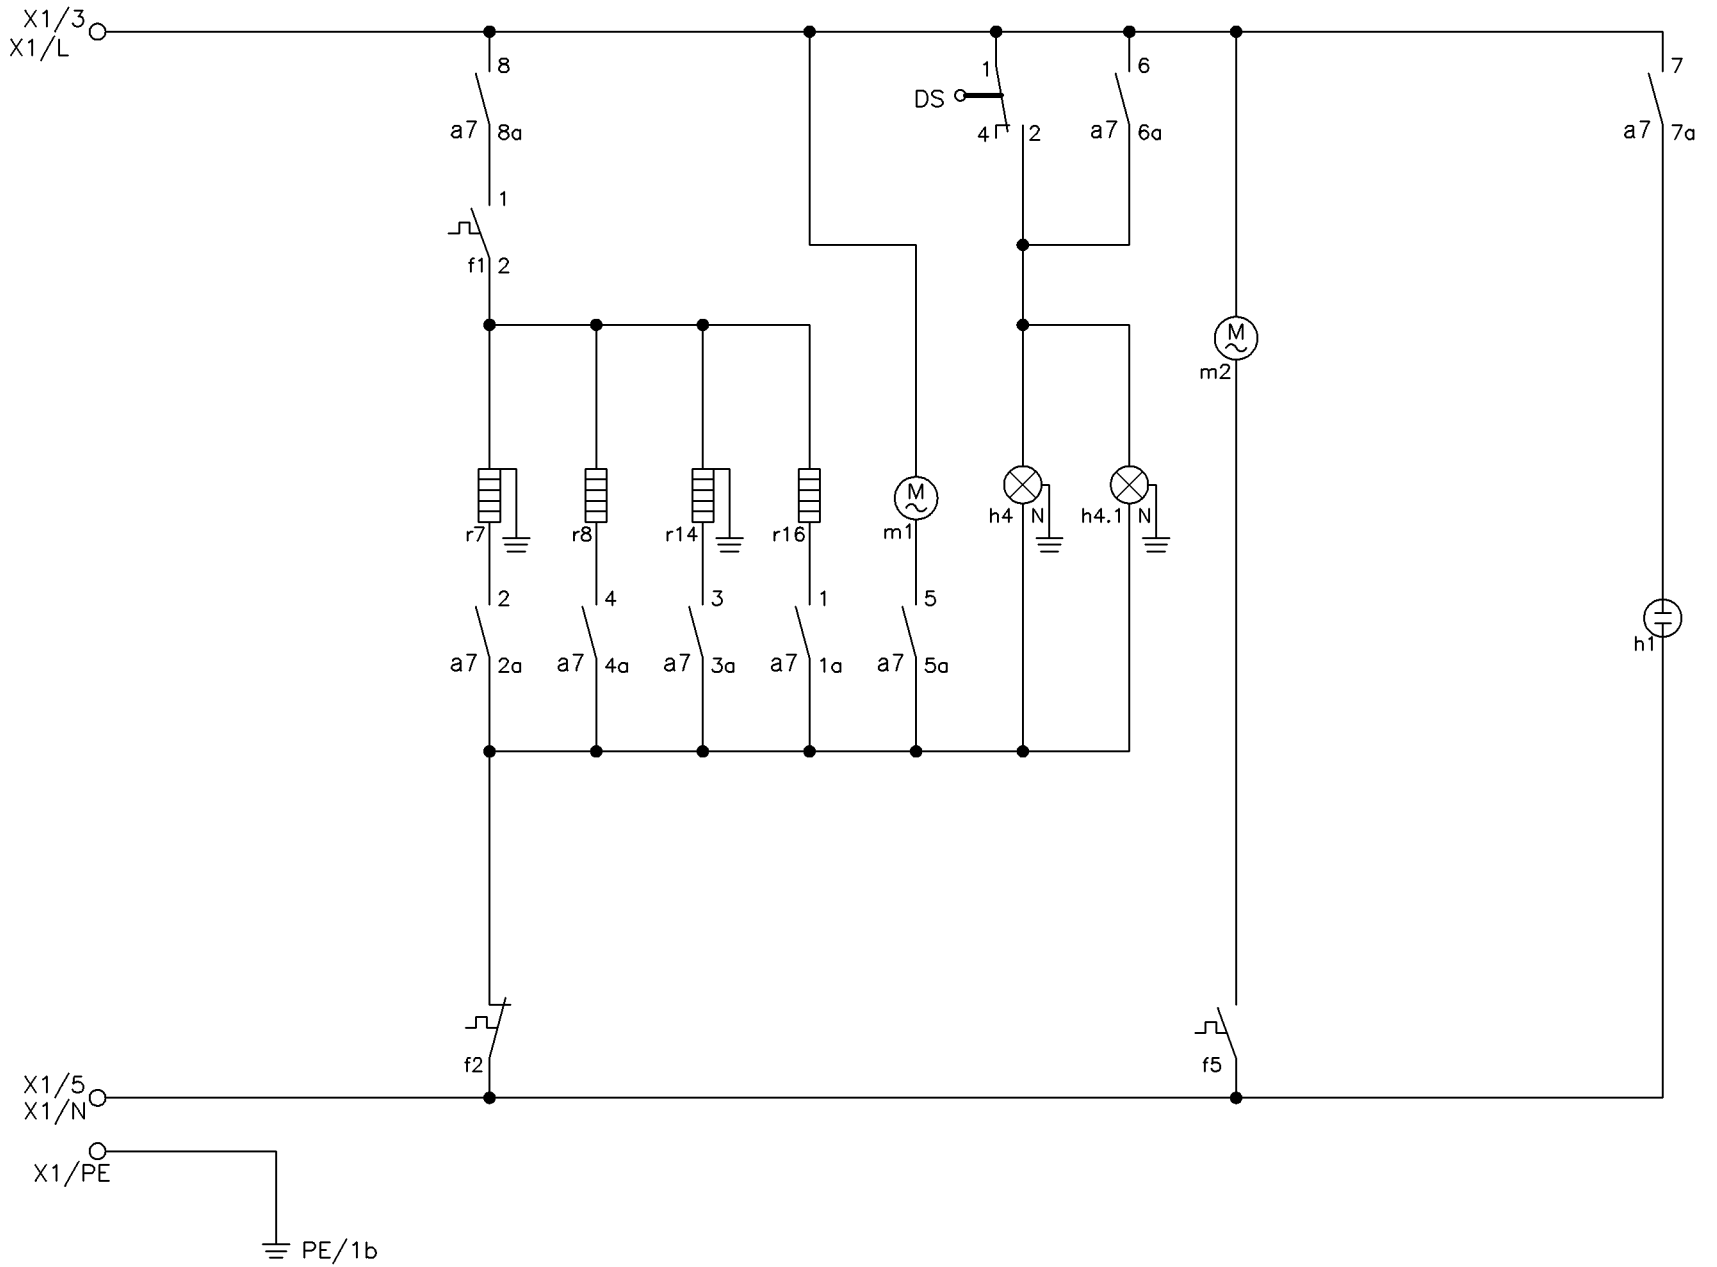 X1/3
X1/L
8
a7 8a
1
f1 2
1
DS
4 2
6
a7 6a
7
a7 7a
M
m2
r7
r8
r14
r16
M
m1
h4 N
h4.1 N
2
a7 2a
4
a7 4a
3
a7 3a
1
a7 1a
5
a7 5a
h1
f2
f5
X1/5
X1/N
X1/PE
PE/1b